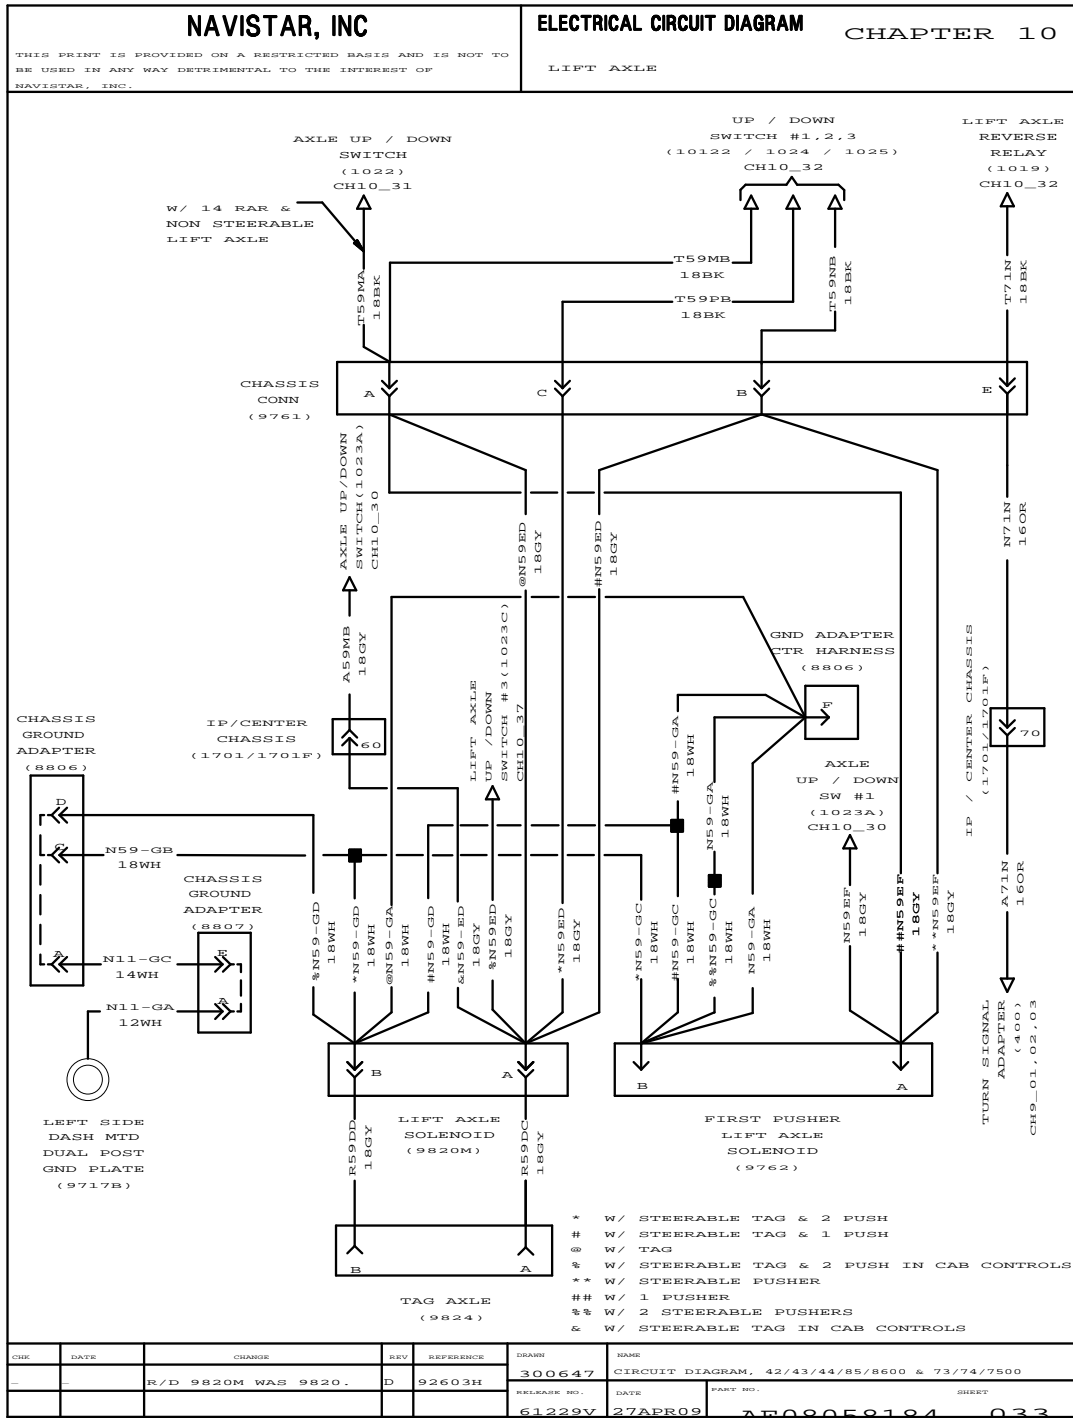 NAVISTAR, INC
THIS PRINT IS PROVIDED ON A RESTRICTED BASIS AND IS NOT TO
BE USED IN ANY WAY DETRIMENTAL TO THE INTEREST OF
NAVISTAR, INC.
ELECTRICAL CIRCUIT DIAGRAM
CHAPTER 10
LIFT AXLE
AXLE UP / DOWN
SWITCH
(1022)
CH10_31
UP / DOWN
SWITCH #1,2,3
(10122 / 1024 / 1025)
CH10_32
LIFT AXLE
REVERSE
RELAY
(1019)
CH10_32
W/ 14 RAR &
NON STEERABLE
LIFT AXLE
T59MA
18BK
T59MB
18BK
T59PB
18BK
T59NB
18BK
T71N
18BK
CHASSIS
CONN
(9761)
A
C
B
E
AXLE UP/DOWN
SWITCH(1023A)
CH10_30
@N59ED
18GY
#N59ED
18GY
N71N
16OR
A59MB
18GY
LIFT AXLE
UP /DOWN
SWITCH #3(1023C)
CH10_37
GND ADAPTER
CTR HARNESS
(8806)
F
IP / CENTER CHASSIS
(1701/1701F)
70
IP/CENTER
CHASSIS
(1701/1701F)
60
CHASSIS
GROUND
ADAPTER
(8806)
D
C
A
#N59-GA
18WH
N59-GA
18WH
AXLE
UP / DOWN
SW #1
(1023A)
CH10_30
N59-GB
18WH
CHASSIS
GROUND
ADAPTER
(8807)
E
A
N11-GC
14WH
N11-GA
12WH
%N59-GD
18WH
*N59-GD
18WH
@N59-GA
18WH
#N59-GD
18WH
&N59-ED
18GY
%N59ED
18GY
*N59ED
18GY
*N59-GC
18WH
#N59-GC
18WH
%%N59-GC
18WH
N59-GA
18WH
N59EF
18GY
##N59EF
18GY
**N59EF
18GY
A71N
16OR
TURN SIGNAL
ADAPTER
(400)
CH9_01,02,03
LEFT SIDE
DASH MTD
DUAL POST
GND PLATE
(9717B)
B
A
LIFT AXLE
SOLENOID
(9820M)
B
A
FIRST PUSHER
LIFT AXLE
SOLENOID
(9762)
R59DD
18GY
R59DC
18GY
B
A
TAG AXLE
(9824)
* W/ STEERABLE TAG & 2 PUSH
# W/ STEERABLE TAG & 1 PUSH
@ W/ TAG
% W/ STEERABLE TAG & 2 PUSH IN CAB CONTROLS
** W/ STEERABLE PUSHER
## W/ 1 PUSHER
%% W/ 2 STEERABLE PUSHERS
& W/ STEERABLE TAG IN CAB CONTROLS
CHK DATE CHANGE REV REFERENCE
- - R/D 9820M WAS 9820. D 92603H
DRAWN
300647
NAME
CIRCUIT DIAGRAM, 42/43/44/85/8600 & 73/74/7500
RELEASE NO.
61229V
DATE
27APR09
PART NO.
AF08058184
SHEET
033